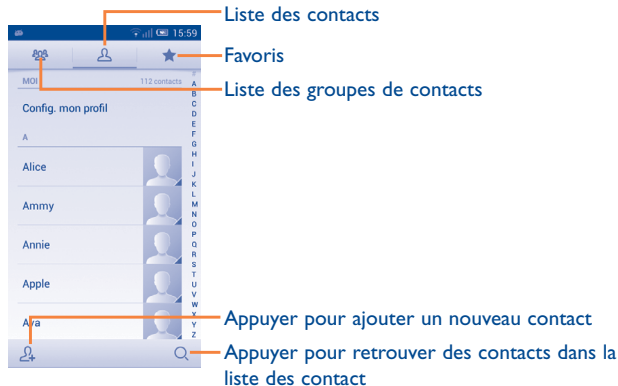 Liste des contacts
15:59
Favoris
MOI 112 contacts
Liste des groupes de contacts
Config. mon profil
A
Alice
Ammy
Annie
Apple
Ava
A
B
C
D
E
F
G
H
I
J
K
L
M
N
O
P
Q
R
S
T
U
V
W
X
Y
Z
Appuyer pour ajouter un nouveau contact
Appuyer pour retrouver des contacts dans la
liste des contact